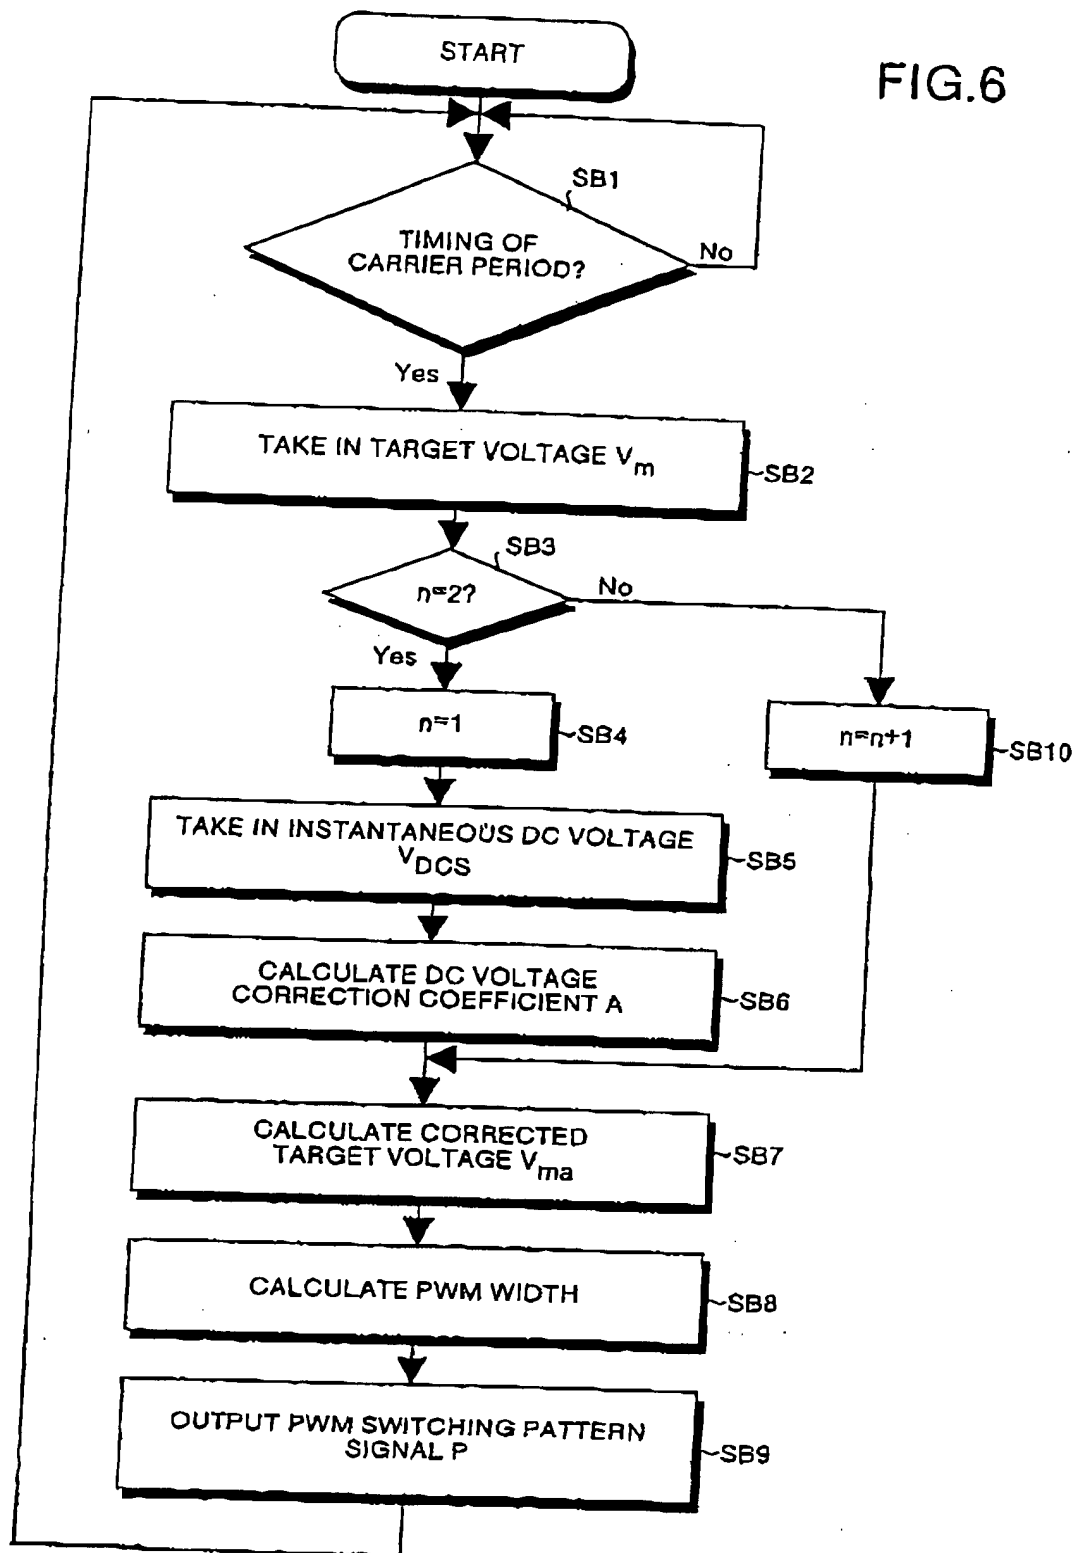 START
FIG.6
SB1
TIMING OF
CARRIER PERIOD?
No
Yes
TAKE IN TARGET VOLTAGE Vm
SB2
SB3
n=2?
No
Yes
n=1
SB4
n=n+1
SB10
TAKE IN INSTANTANEOUS DC VOLTAGE
VDCS
SB5
CALCULATE DC VOLTAGE
CORRECTION COEFFICIENT A
SB6
CALCULATE CORRECTED
TARGET VOLTAGE Vma
SB7
CALCULATE PWM WIDTH
SB8
OUTPUT PWM SWITCHING PATTERN
SIGNAL P
SB9